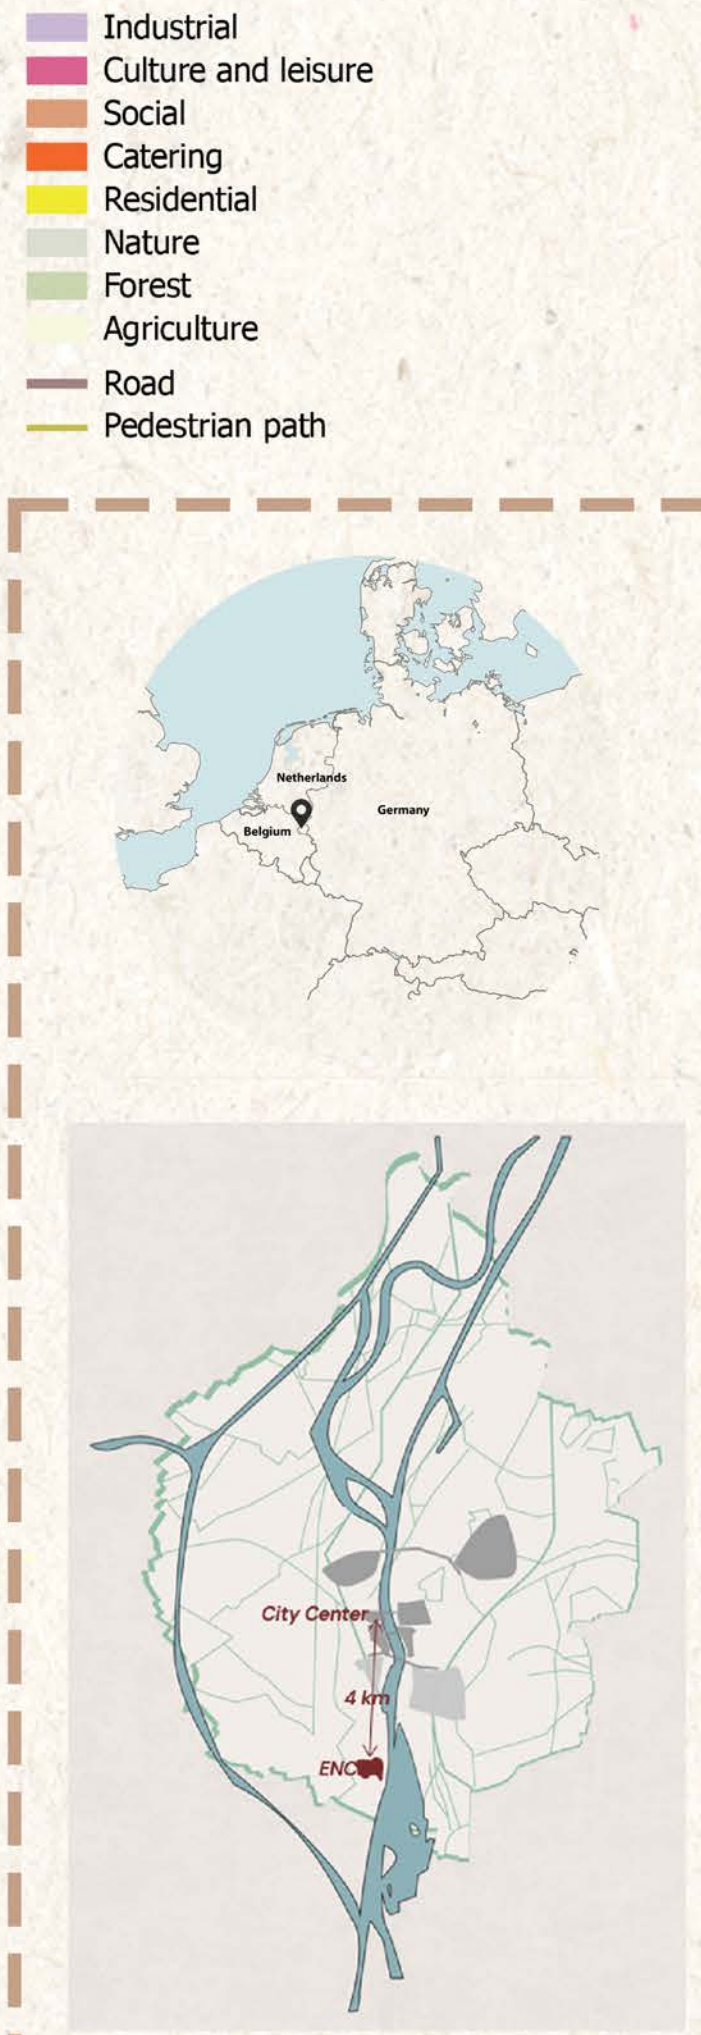 Industrial
Culture and leisure
Social
Catering
Residential
Nature
Forest
Agriculture
Road
Pedestrian path
Netherlands
Germany
Belgium
City Center
4 km
ENC